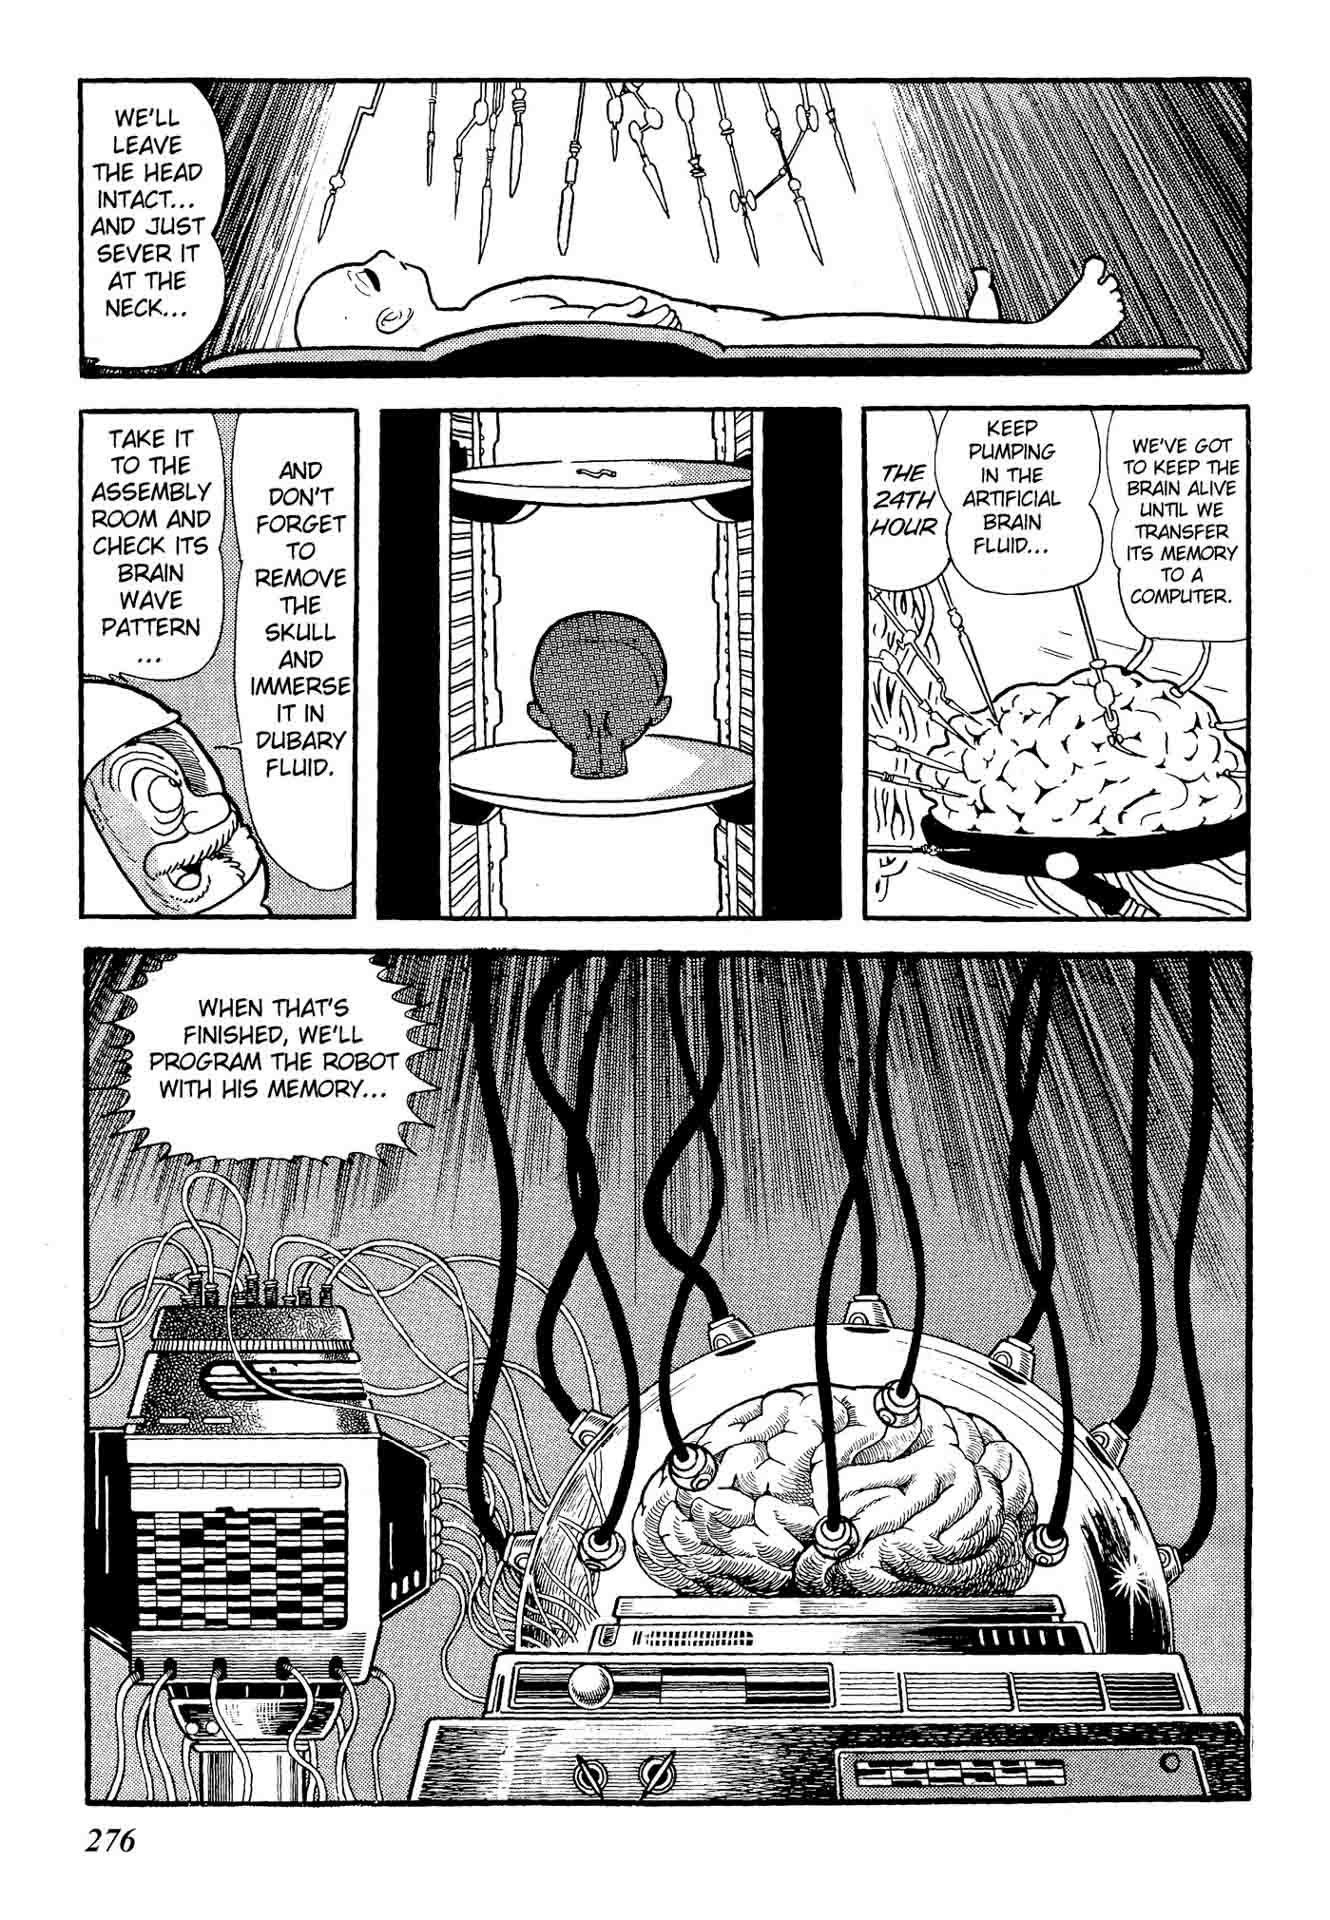 WE'LL
LEAVE
THE HEAD
INTACT...
AND JUST
SEVER IT
AT THE
NECK...
TAKE IT
TO THE
ASSEMBLY
ROOM AND
CHECK ITS
BRAIN
WAVE
PATTERN
...
AND
DON'T
FORGET
TO
REMOVE
THE
SKULL
AND
IMMERSE
IT IN
DUBARY
FLUID.
THE
24TH
HOUR
KEEP
PUMPING
IN THE
ARTIFICIAL
BRAIN
FLUID...
WE'VE GOT
TO KEEP THE
BRAIN ALIVE
UNTIL WE
TRANSFER
ITS MEMORY
TO A
COMPUTER.
WHEN THAT'S
FINISHED, WE'LL
PROGRAM THE ROBOT
WITH HIS MEMORY...
276